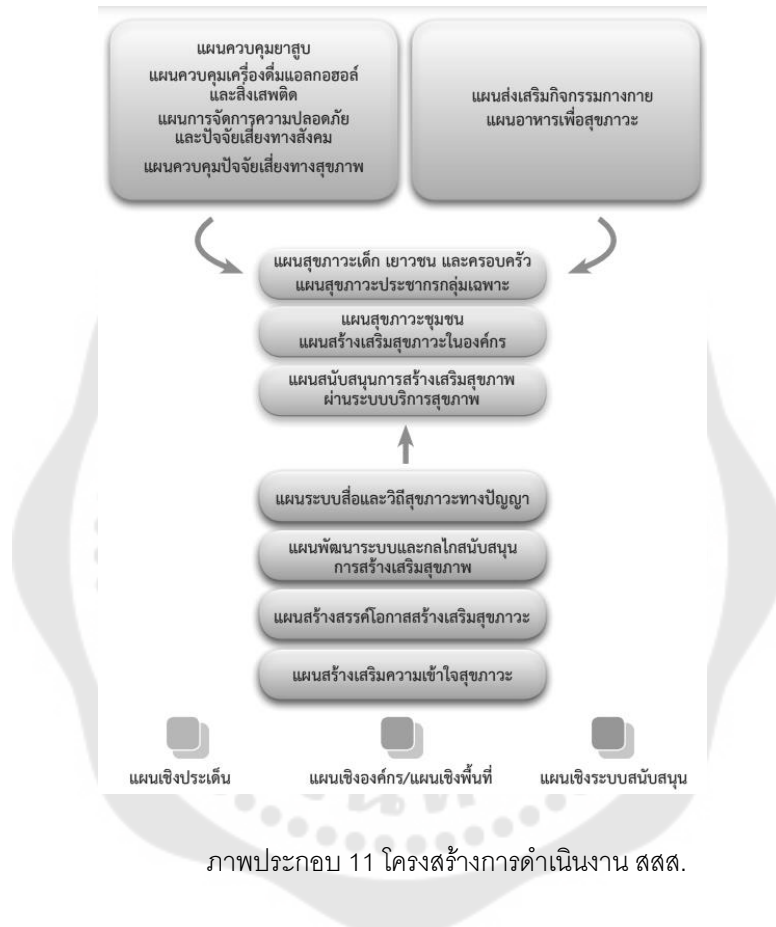 แผนควบคุมยาสูบ
แผนควบคุมเครื่องดื่มแอลกอฮอล์
และสิ่งเสพติด
แผนการจัดการความปลอดภัย
และปัจจัยเสี่ยงทางสังคม
แผนควบคุมปัจจัยเสี่ยงทางสุขภาพ
แผนส่งเสริมกิจกรรมทางกาย
แผนอาหารเพื่อสุขภาวะ
แผนสุขภาวะเด็ก เยาวชน และครอบครัว
แผนสุขภาวะประชากรกลุ่มเฉพาะ
แผนสุขภาวะชุมชน
แผนสร้างเสริมสุขภาวะในองค์กร
แผนสนับสนุนการสร้างเสริมสุขภาพ
ผ่านระบบบริการสุขภาพ
แผนระบบสื่อและวิถีสุขภาวะทางปัญญา
แผนพัฒนาระบบและกลไกสนับสนุน
การสร้างเสริมสุขภาพ
แผนสร้างสรรค์โอกาสสร้างเสริมสุขภาวะ
แผนสร้างเสริมความเข้าใจสุขภาวะ
แผนเชิงประเด็น
แผนเชิงองค์กร/แผนเชิงพื้นที่
แผนเชิงระบบสนับสนุน
ภาพประกอบ 11 โครงสร้างการดำเนินงาน สสส.